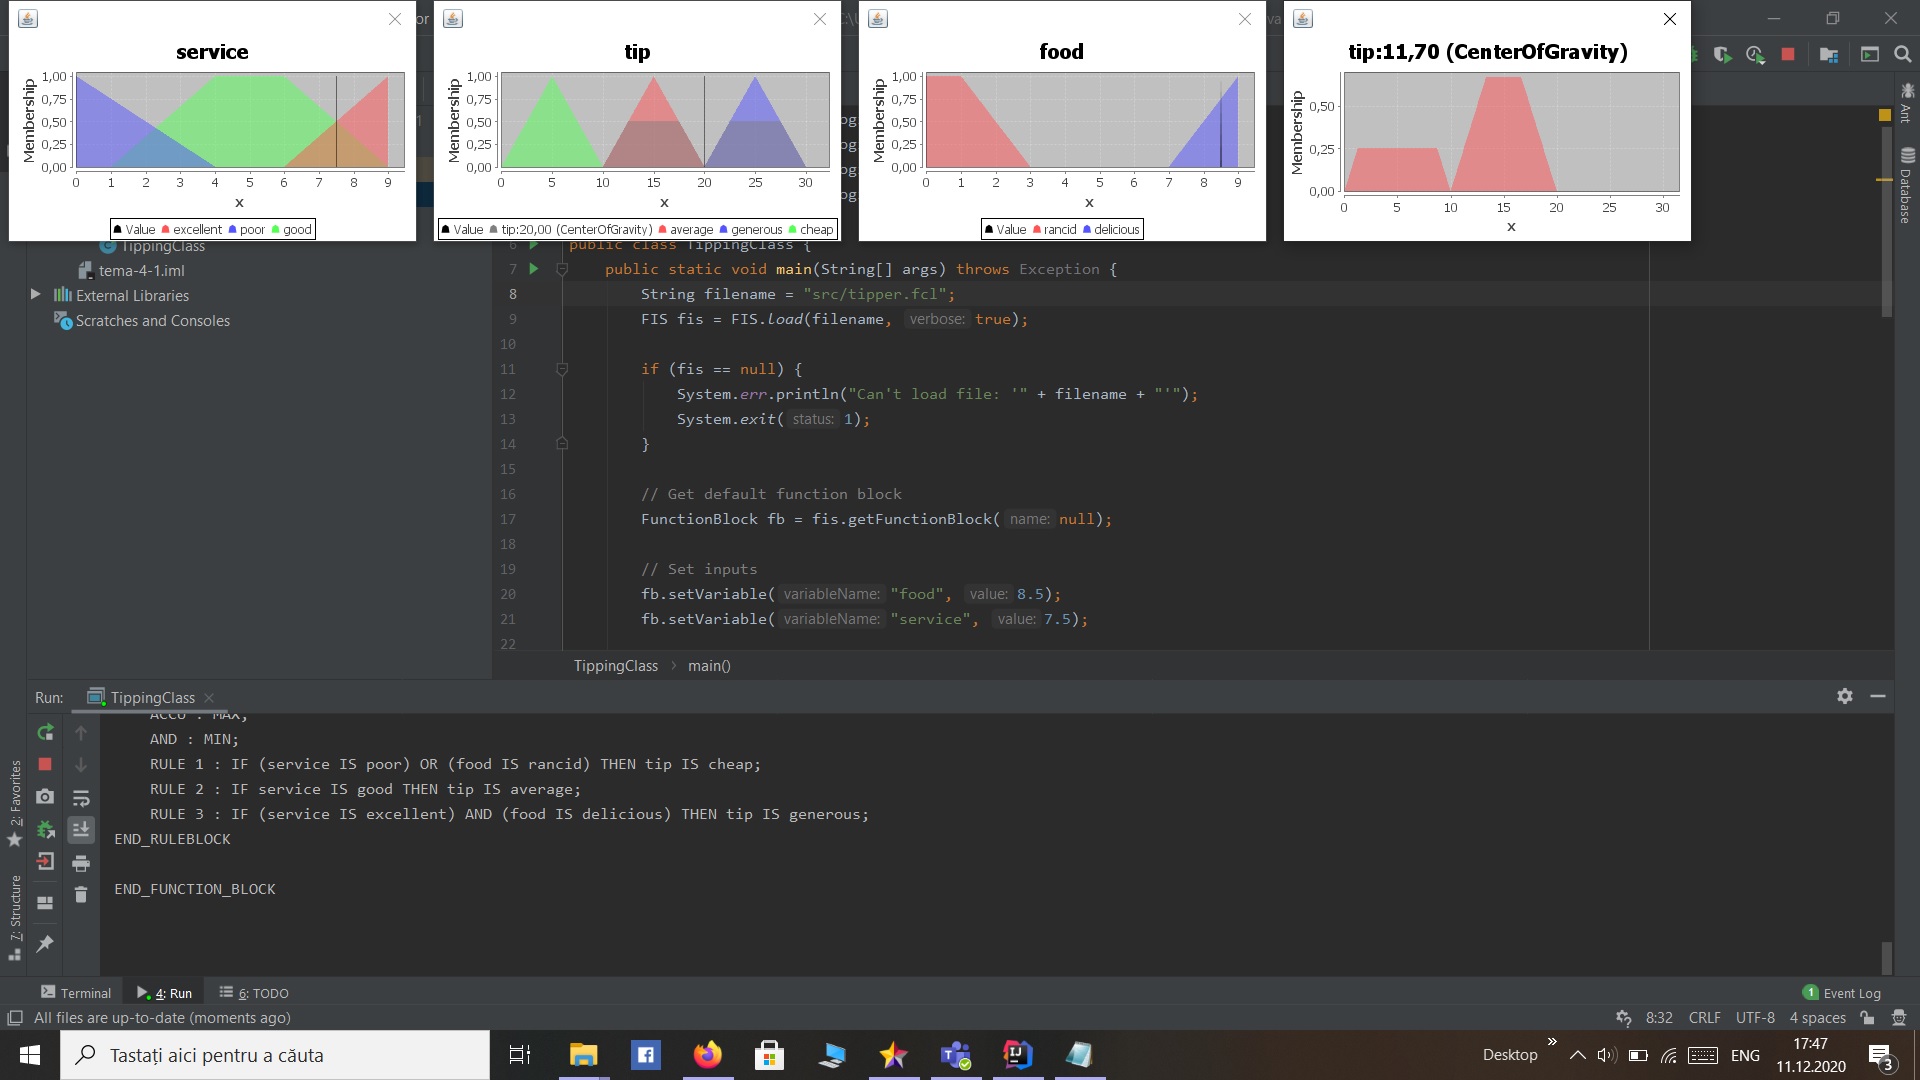 service
Membership
1,00
0,75
0,50
0,25
0,00
0 1 2 3 4 5 6 7 8 9
x
Value excellent poor good
tip
Membership
1,00
0,75
0,50
0,25
0,00
0 5 10 15 20 25 30
x
Value tip:20,00 (CenterOfGravity) average generous cheap
food
Membership
1,00
0,75
0,50
0,25
0,00
0 1 2 3 4 5 6 7 8 9
x
Value rancid delicious
tip:11,70 (CenterOfGravity)
Membership
0,50
0,25
0,00
0 5 10 15 20 25 30
x
Ant
Database
TippingClass
tema-4-1.iml
External Libraries
Scratches and Consoles
6 public class TippingClass {
7 public static void main(String[] args) throws Exception {
8 String filename = "src/tipper.fcl";
9 FIS fis = FIS.load(filename, verbose: true);
10
11 if (fis == null) {
12 System.err.println("Can't load file: '" + filename + "'");
13 System.exit( status: 1);
14 }
15
16 // Get default function block
17 FunctionBlock fb = fis.getFunctionBlock( name: null);
18
19 // Set inputs
20 fb.setVariable( variableName: "food", value: 8.5);
21 fb.setVariable( variableName: "service", value: 7.5);
22
TippingClass main()
Run: TippingClass
ACCU : MAX;
AND : MIN;
RULE 1 : IF (service IS poor) OR (food IS rancid) THEN tip IS cheap;
RULE 2 : IF service IS good THEN tip IS average;
RULE 3 : IF (service IS excellent) AND (food IS delicious) THEN tip IS generous;
END_RULEBLOCK
END_FUNCTION_BLOCK
2: Favorites
7: Structure
Terminal 4: Run 6: TODO
1 Event Log
All files are up-to-date (moments ago)
8:32 CRLF UTF-8 4 spaces
Tastați aici pentru a căuta
Desktop
ENG
17:47
11.12.2020
3